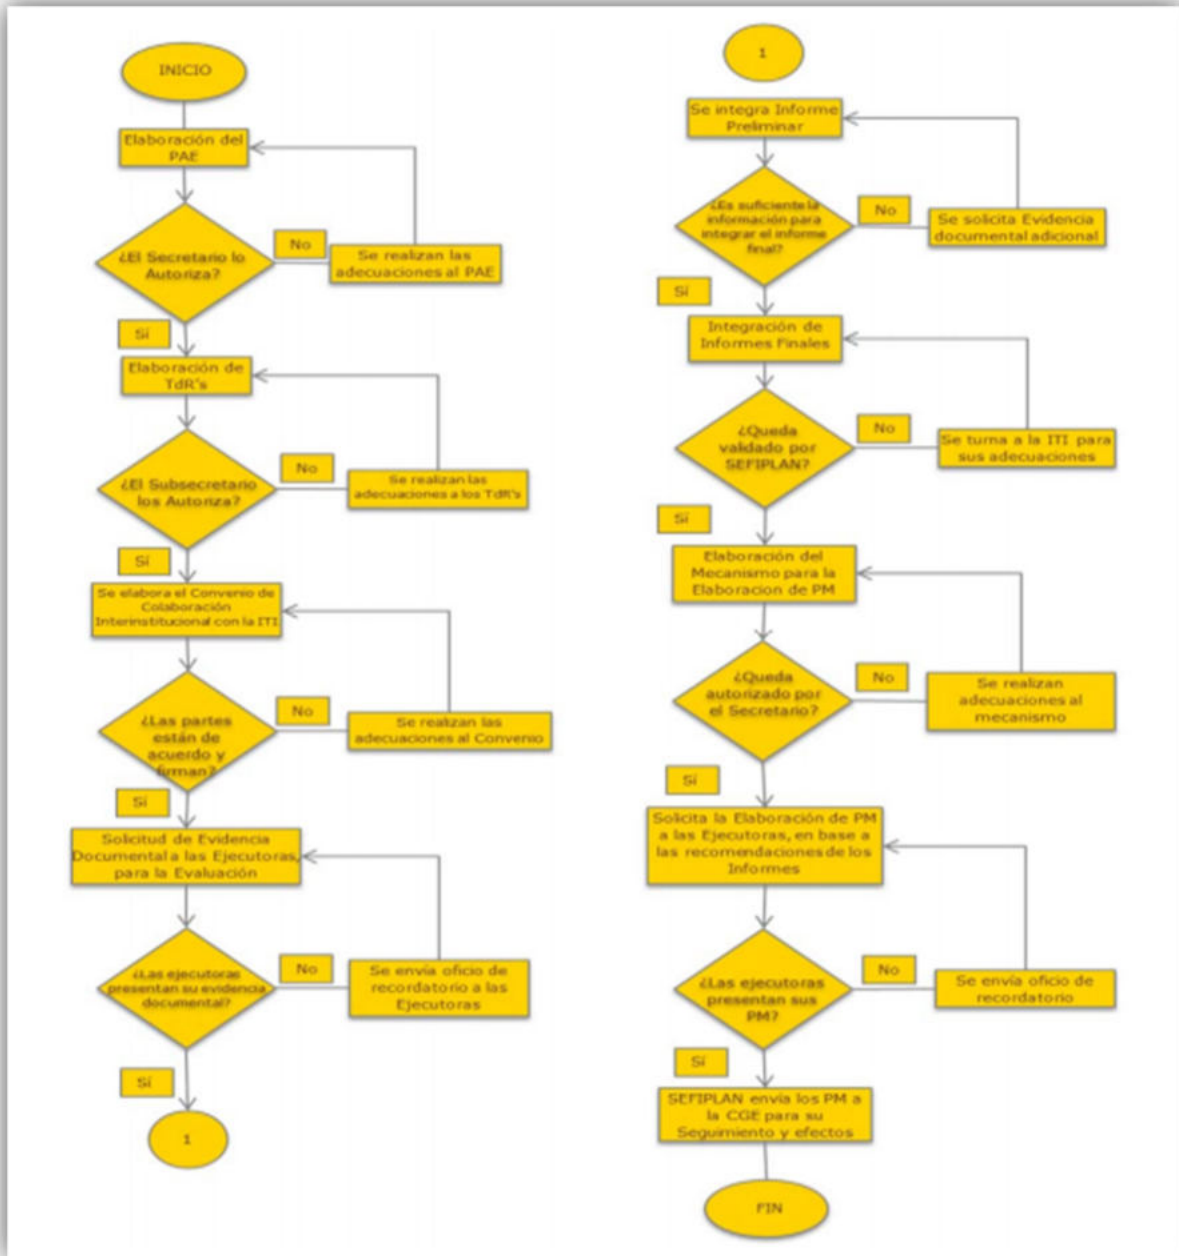 INICIO
Elaboración del
PAE
¿El Secretario lo
Autoriza?
No
Se realizan las
adecuaciones al PAE
Sí
Elaboración de
TdR's
¿El Subsecretario
los Autoriza?
No
Se realizan las
adecuaciones a los TdR's
Sí
Se elabora el Convenio de
Colaboración
Interinstitucional con la ITI
¿Las partes
están de
acuerdo y
firman?
No
Se realizan las
adecuaciones al Convenio
Sí
Solicitud de Evidencia
Documental a las Ejecutoras,
para la Evaluación
¿Las ejecutoras
presentan su evidencia
documental?
No
Se envía oficio de
recordatorio a las
Ejecutoras
Sí
1
1
Se integra Informe
Preliminar
¿Es suficiente la
información para
integrar el informe
final?
No
Se solicita Evidencia
documental adicional
Sí
Integración de
Informes Finales
¿Queda
validado por
SEFIPLAN?
No
Se turna a la ITI para
sus adecuaciones
Sí
Elaboración del
Mecanismo para la
Elaboracion de PM
¿Queda
autorizado por
el Secretario?
No
Se realizan
adecuaciones al
mecanismo
Sí
Solicita la Elaboración de PM
a las Ejecutoras, en base a
las recomendaciones de los
Informes
¿Las ejecutoras
presentan sus
PM?
No
Se envía oficio de
recordatorio
Sí
SEFIPLAN envía los PM a
la CGE para su
Seguimiento y efectos
FIN